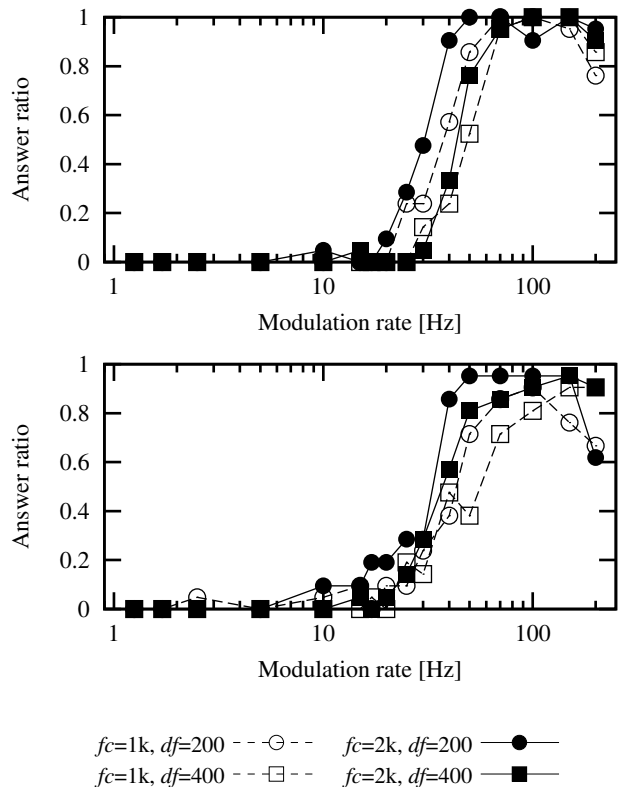 1
0.8
0.6
0.4
0.2
0
Answer ratio
1 10 100
Modulation rate [Hz]
1
0.8
0.6
0.4
0.2
0
Answer ratio
1 10 100
Modulation rate [Hz]
fc=1k, df=200 fc=2k, df=200
fc=1k, df=400 fc=2k, df=400